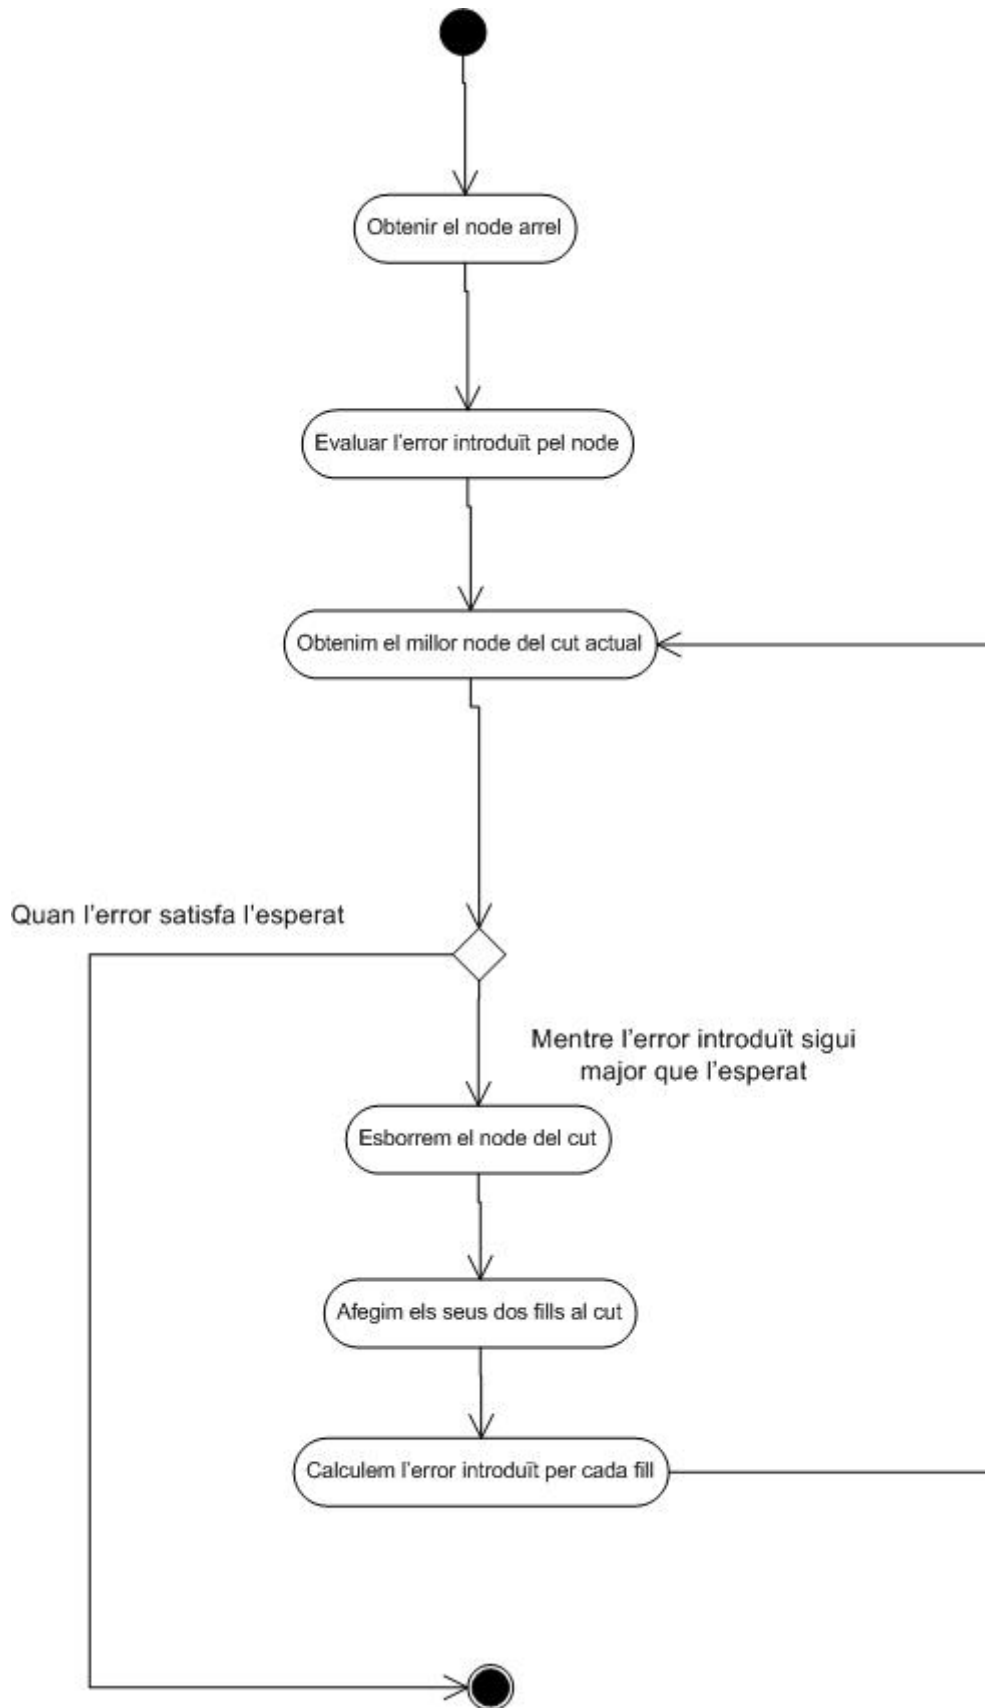 Obtenir el node arrel
Evaluar l'error introduït pel node
Obtenim el millor node del cut actual
Quan l'error satisfa l'esperat
Mentre l'error introduït sigui
major que l'esperat
Esborrem el node del cut
Afegim els seus dos fills al cut
Calculem l'error introduït per cada fill